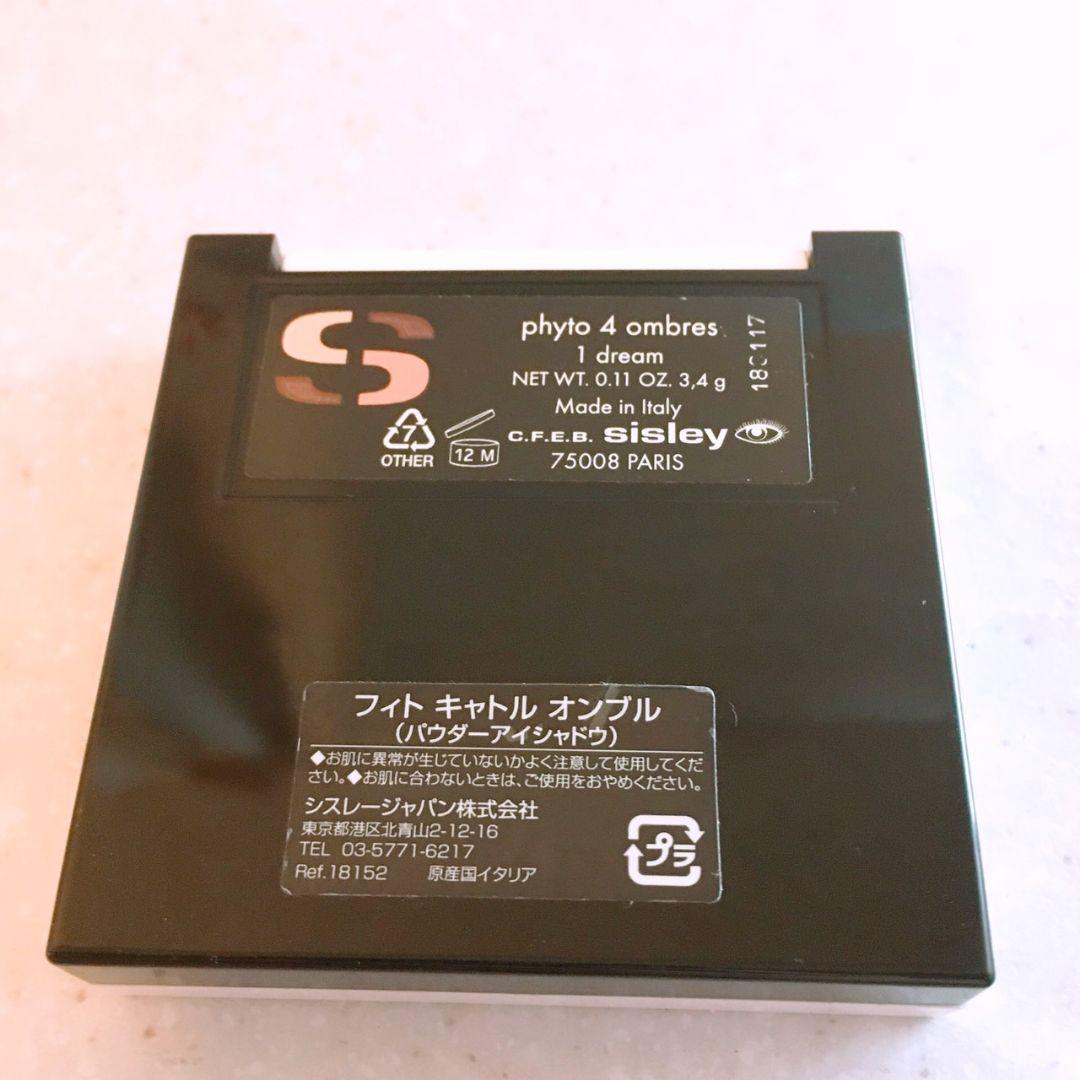 S
phyto 4 ombres
1 dream
NET WT. 0.11 OZ. 3,4 g
Made in Italy
C.F.E.B. sisley
75008 PARIS
7
OTHER
12 M
フィト キャトル オンブル
(パウダーアイシャドウ)
◆お肌に異常が生じていないかよく注意して使用してくだ
さい。◆お肌に合わないときは、ご使用をおやめください。
シスレージャパン株式会社
東京都港区北青山2-12-16
TEL 03-5771-6217
Ref.18152 原産国イタリア
プラ